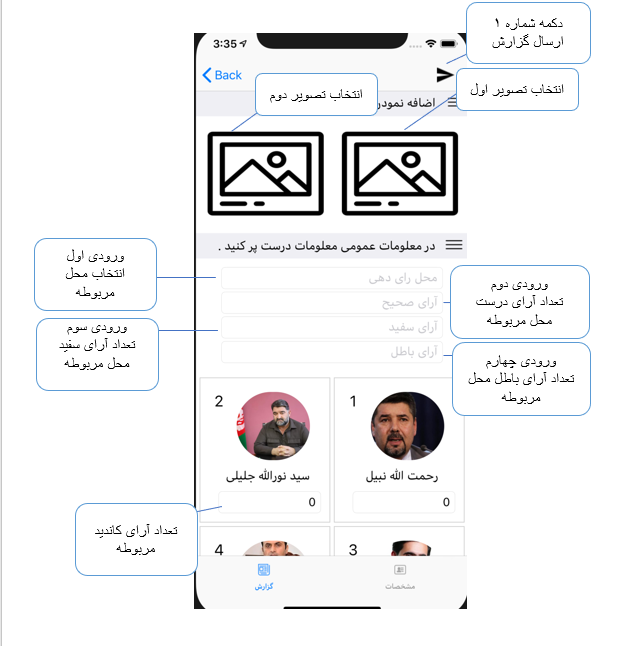 دکمه شماره ۱
ارسال گزارش
3:35
Back
انتخاب تصویر اول
انتخاب تصویر دوم
اضافه نمودن
در معلومات عمومی معلومات درست پر کنید .
ورودی اول
انتخاب محل
مربوطه
محل رای دهی
ورودی دوم
تعداد آرای درست
محل مربوطه
آرای صحیح
ورودی سوم
تعداد آرای سفید
محل مربوطه
آرای سفید
ورودی چهارم
تعداد آرای باطل محل
مربوطه
آرای باطل
1
رحمت الله نبیل
0
2
سید نورالله جلیلی
0
تعداد آرای کاندید
مربوطه
3
4
مشخصات
گزارش